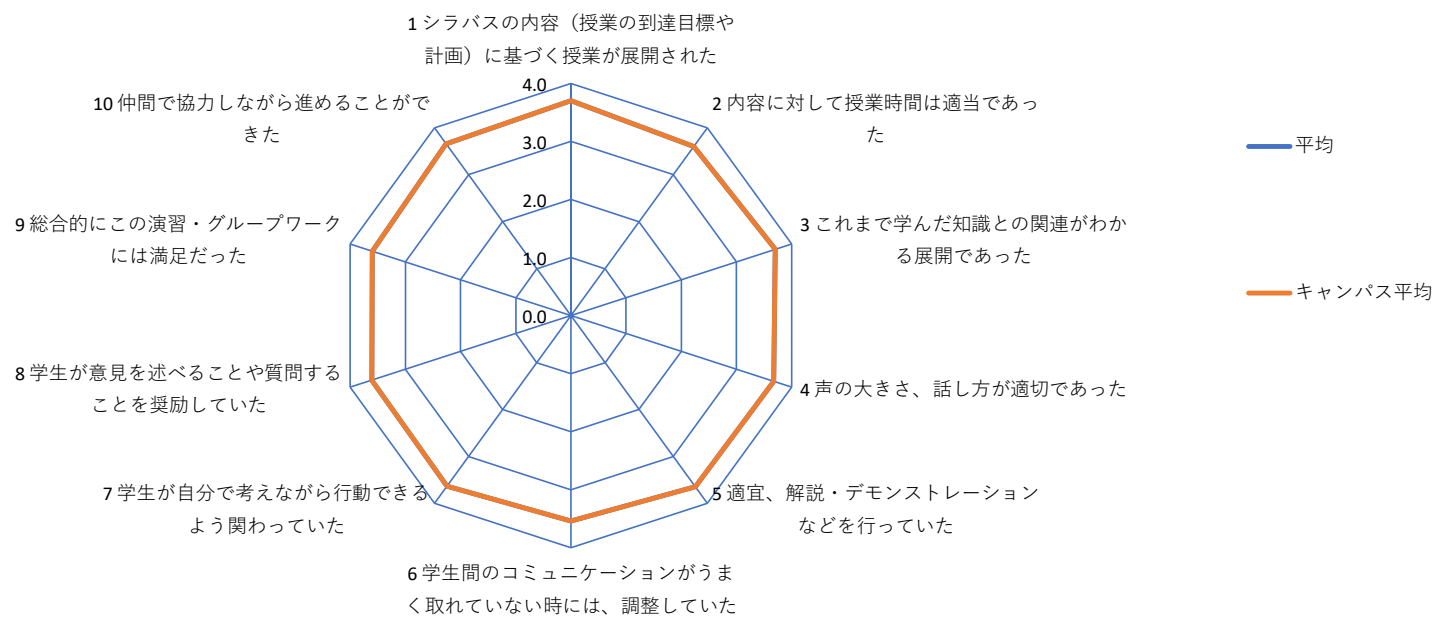 1 シラバスの内容（授業の到達目標や
計画）に基づく授業が展開された
10 仲間で協力しながら進めることがで
きた
2 内容に対して授業時間は適当であっ
た
9 総合的にこの演習・グループワーク
には満足だった
3 これまで学んだ知識との関連がわか
る展開であった
8 学生が意見を述べることや質問する
ことを奨励していた
4 声の大きさ、話し方が適切であった
7 学生が自分で考えながら行動できる
よう関わっていた
5 適宜、解説・デモンストレーション
などを行っていた
6 学生間のコミュニケーションがうま
く取れていない時には、調整していた
4.0
3.0
2.0
1.0
0.0
平均
キャンパス平均